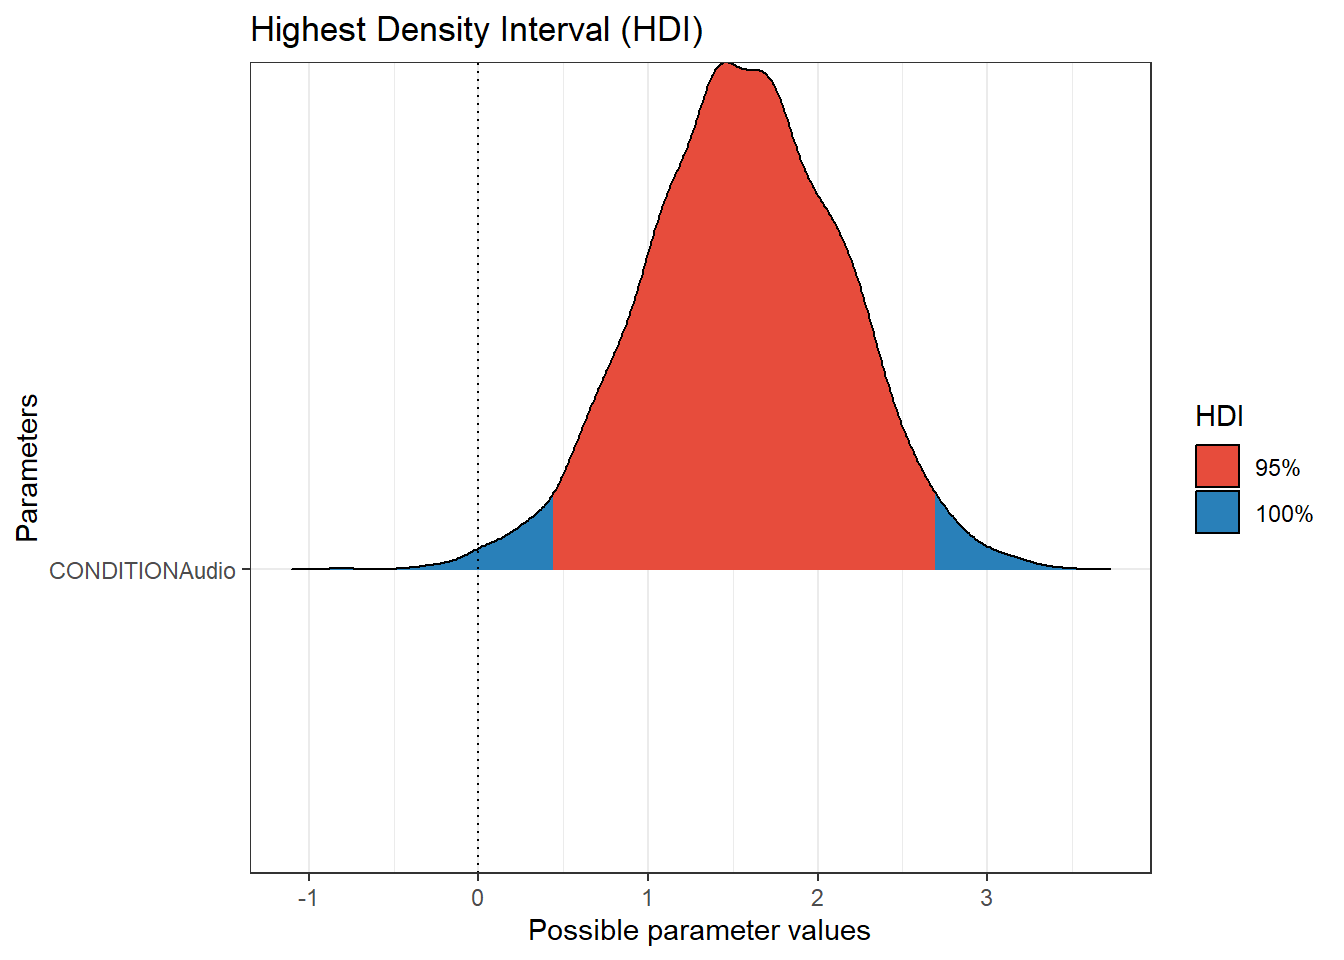 Highest Density Interval (HDI)
Parameters
CONDITIONAudio
-1 0 1 2 3
Possible parameter values
HDI
95%
100%